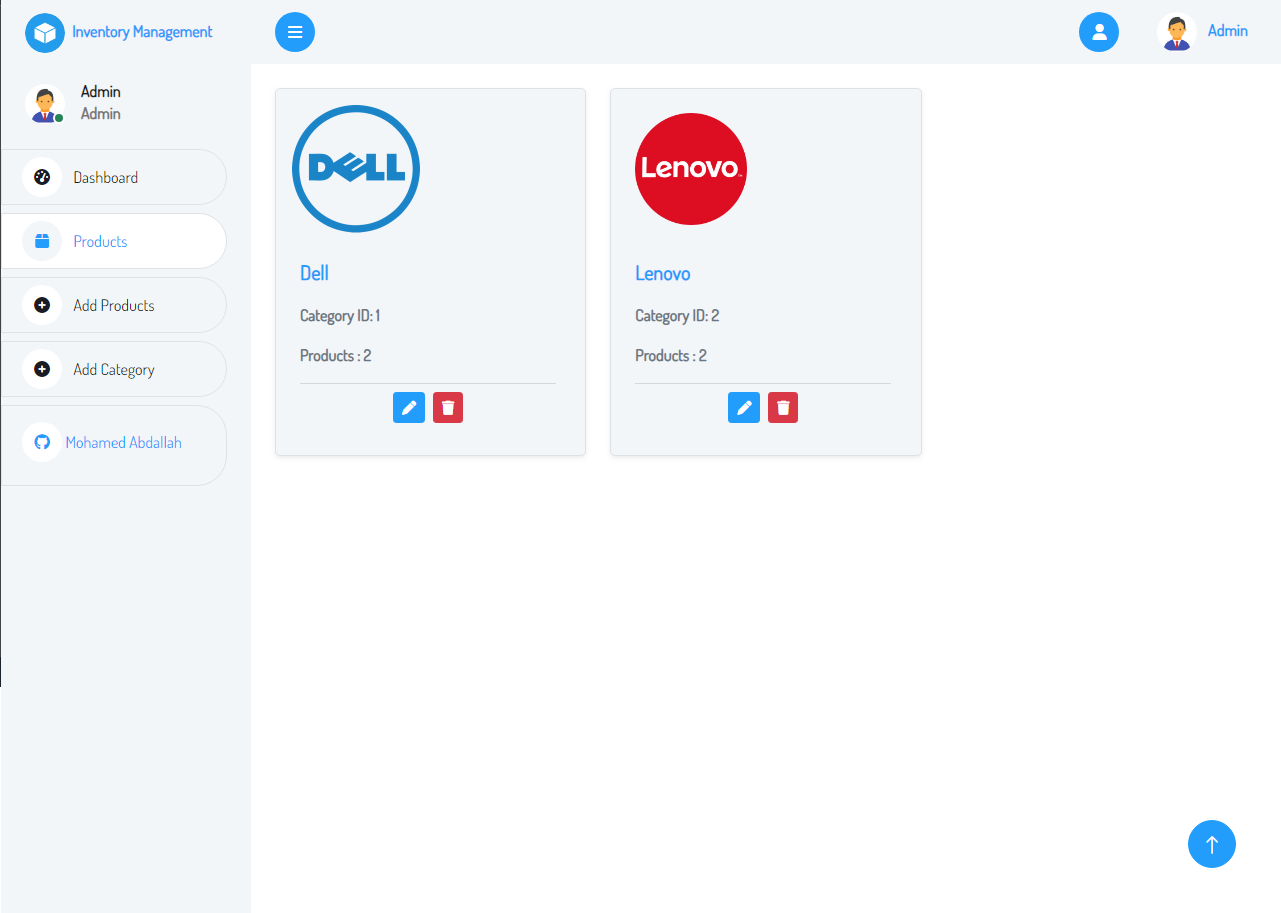 Inventory Management
Admin
Admin
Admin
Dashboard
Products
Add Products
Add Category
Mohamed Abdallah
DELL
Dell
Category ID: 1
Products : 2
Lenovo
Lenovo
Category ID: 2
Products : 2